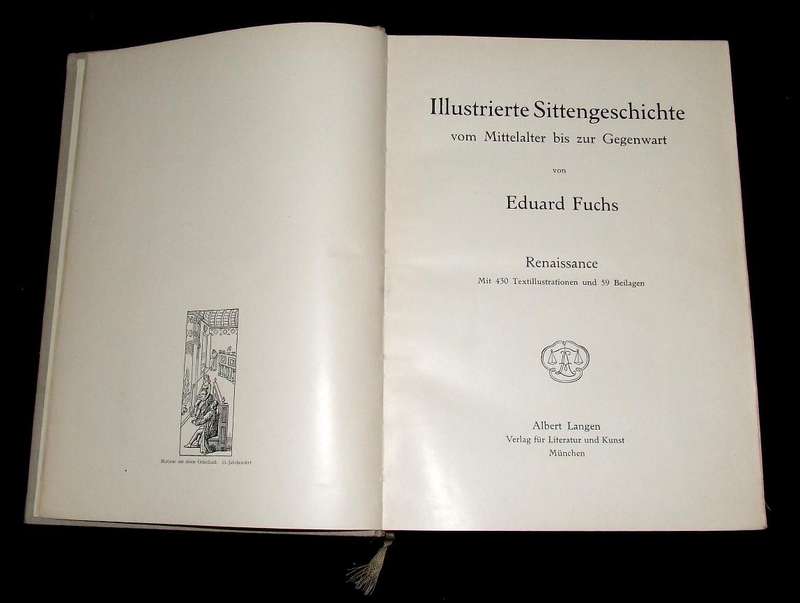 Illustrierte Sittengeschichte
vom Mittelalter bis zur Gegenwart
von
Eduard Fuchs
Renaissance
Mit 430 Textillustrationen und 59 Beilagen
Albert Langen
Verlag für Literatur und Kunst
München